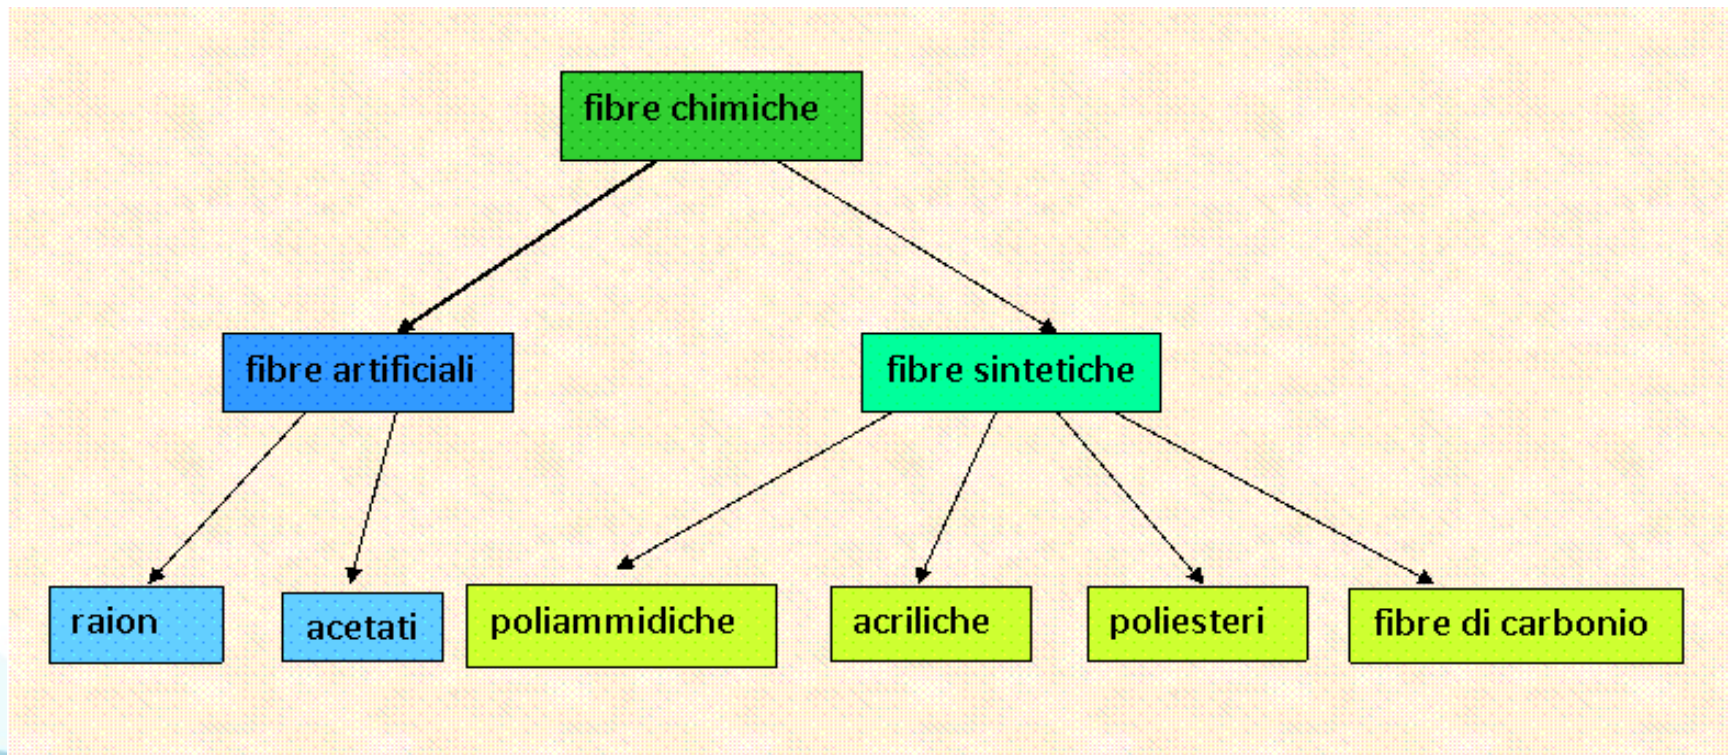 fibre chimiche
fibre artificiali
fibre sintetiche
raion
acetati
poliammidiche
acriliche
poliesteri
fibre di carbonio